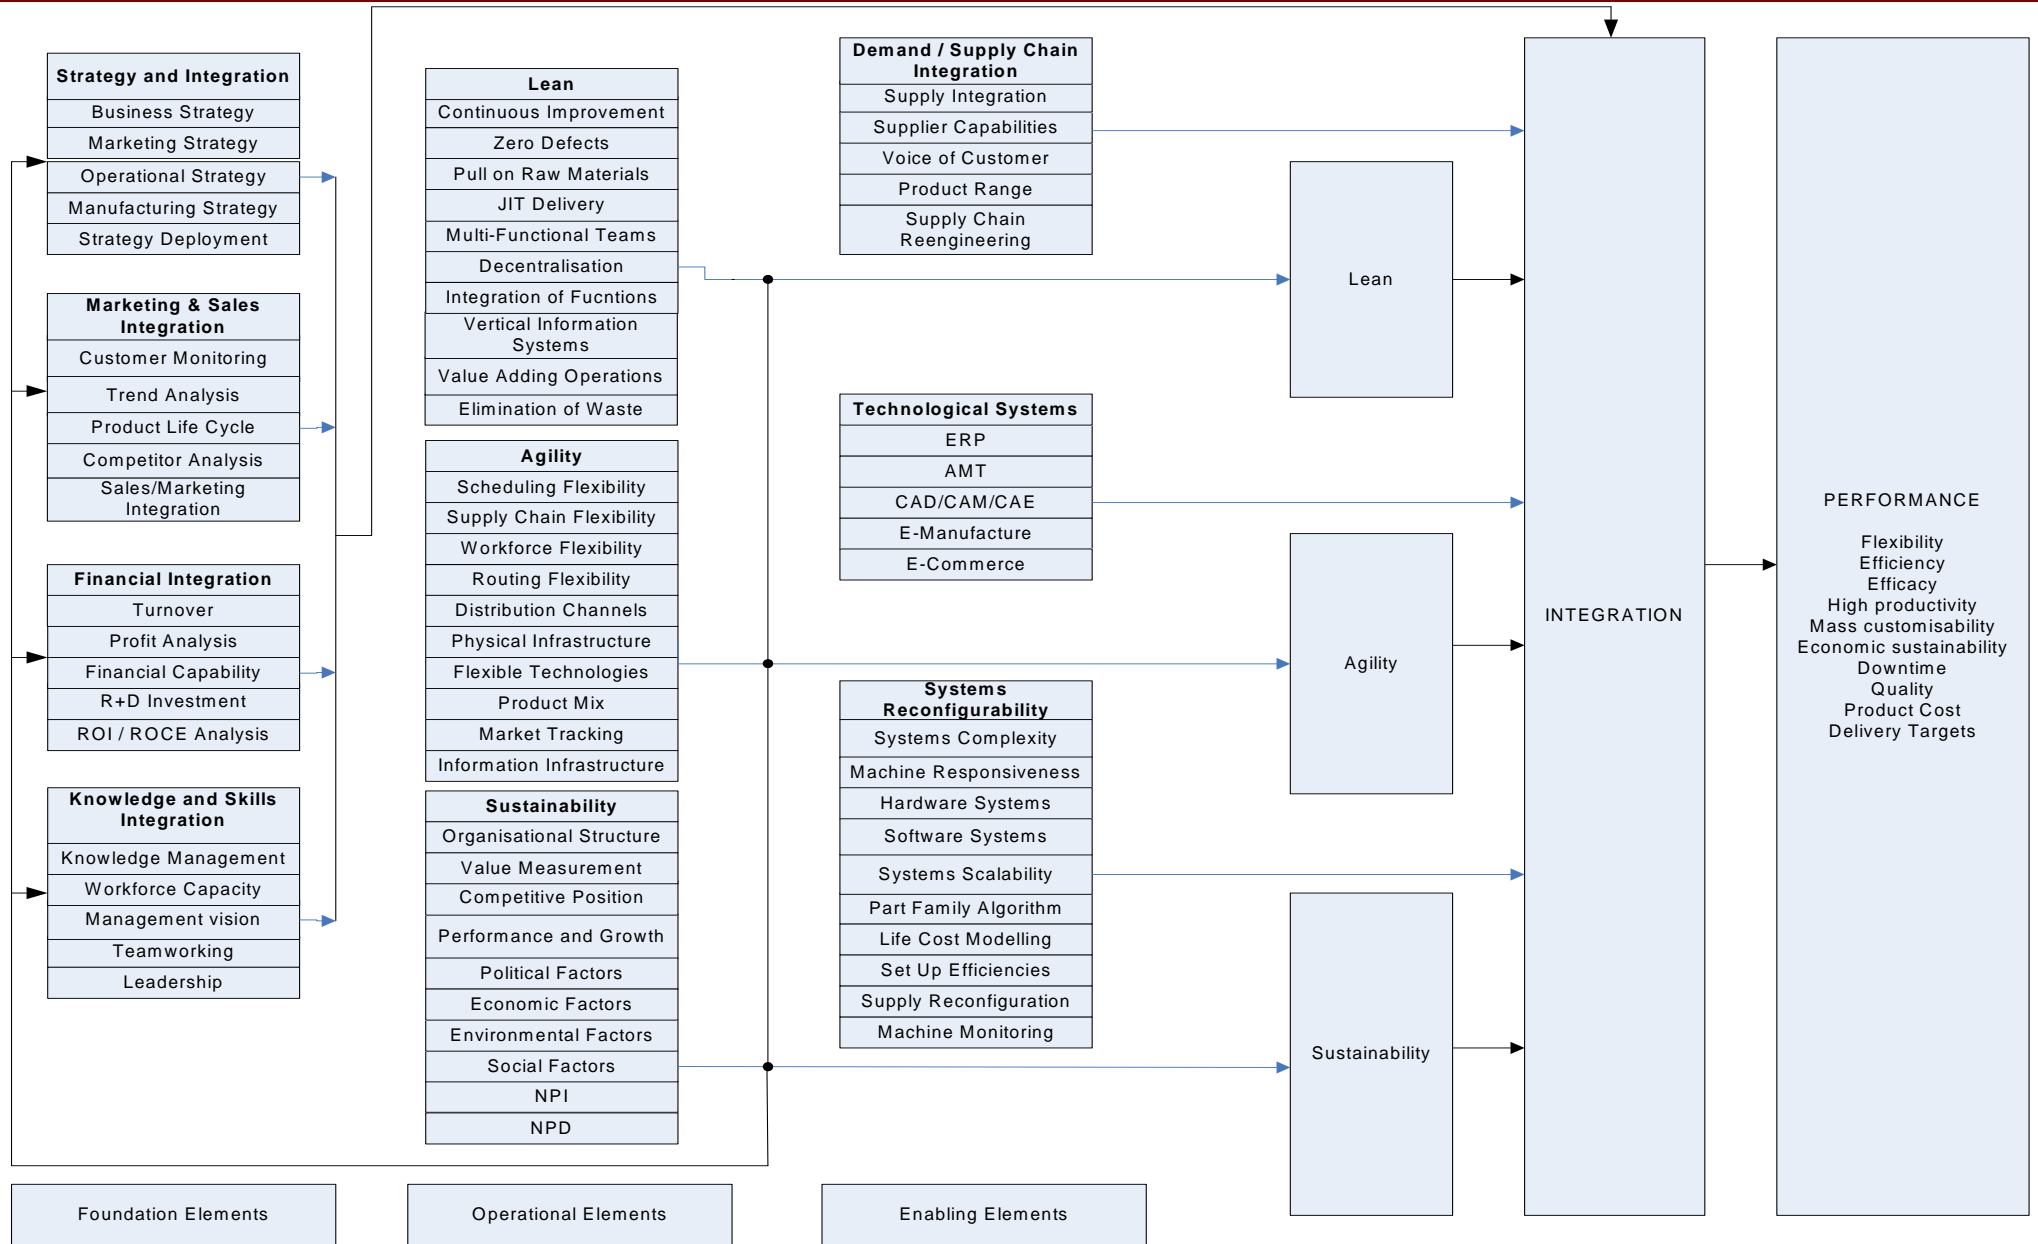 Strategy and Integration
Business Strategy
Marketing Strategy
Operational Strategy
Manufacturing Strategy
Strategy Deployment
Marketing & Sales
Integration
Customer Monitoring
Trend Analysis
Product Life Cycle
Competitor Analysis
Sales/Marketing
Integration
Financial Integration
Turnover
Profit Analysis
Financial Capability
R+D Investment
ROI / ROCE Analysis
Knowledge and Skills
Integration
Knowledge Management
Workforce Capacity
Management vision
Teamworking
Leadership
Foundation Elements
Lean
Continuous Improvement
Zero Defects
Pull on Raw Materials
JIT Delivery
Multi-Functional Teams
Decentralisation
Integration of Fucntions
Vertical Information
Systems
Value Adding Operations
Elimination of Waste
Agility
Scheduling Flexibility
Supply Chain Flexibility
Workforce Flexibility
Routing Flexibility
Distribution Channels
Physical Infrastructure
Flexible Technologies
Product Mix
Market Tracking
Information Infrastructure
Sustainability
Organisational Structure
Value Measurement
Competitive Position
Performance and Growth
Political Factors
Economic Factors
Environmental Factors
Social Factors
NPI
NPD
Operational Elements
Demand / Supply Chain
Integration
Supply Integration
Supplier Capabilities
Voice of Customer
Product Range
Supply Chain
Reengineering
Technological Systems
ERP
AMT
CAD/CAM/CAE
E-Manufacture
E-Commerce
Systems
Reconfigurability
Systems Complexity
Machine Responsiveness
Hardware Systems
Software Systems
Systems Scalability
Part Family Algorithm
Life Cost Modelling
Set Up Efficiencies
Supply Reconfiguration
Machine Monitoring
Enabling Elements
Lean
Agility
Sustainability
INTEGRATION
PERFORMANCE
Flexibility
Efficiency
Efficacy
High productivity
Mass customisability
Economic sustainability
Downtime
Quality
Product Cost
Delivery Targets